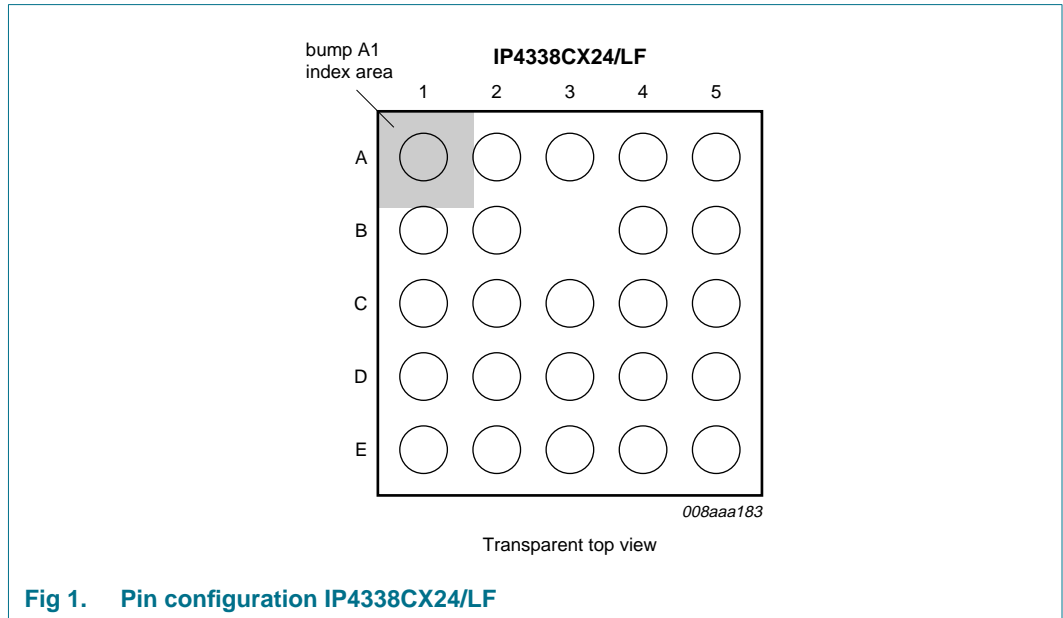 bump A1
index area
IP4338CX24/LF
1 2 3 4 5
A
B
C
D
E
008aaa183
Transparent top view
Fig 1. Pin configuration IP4338CX24/LF